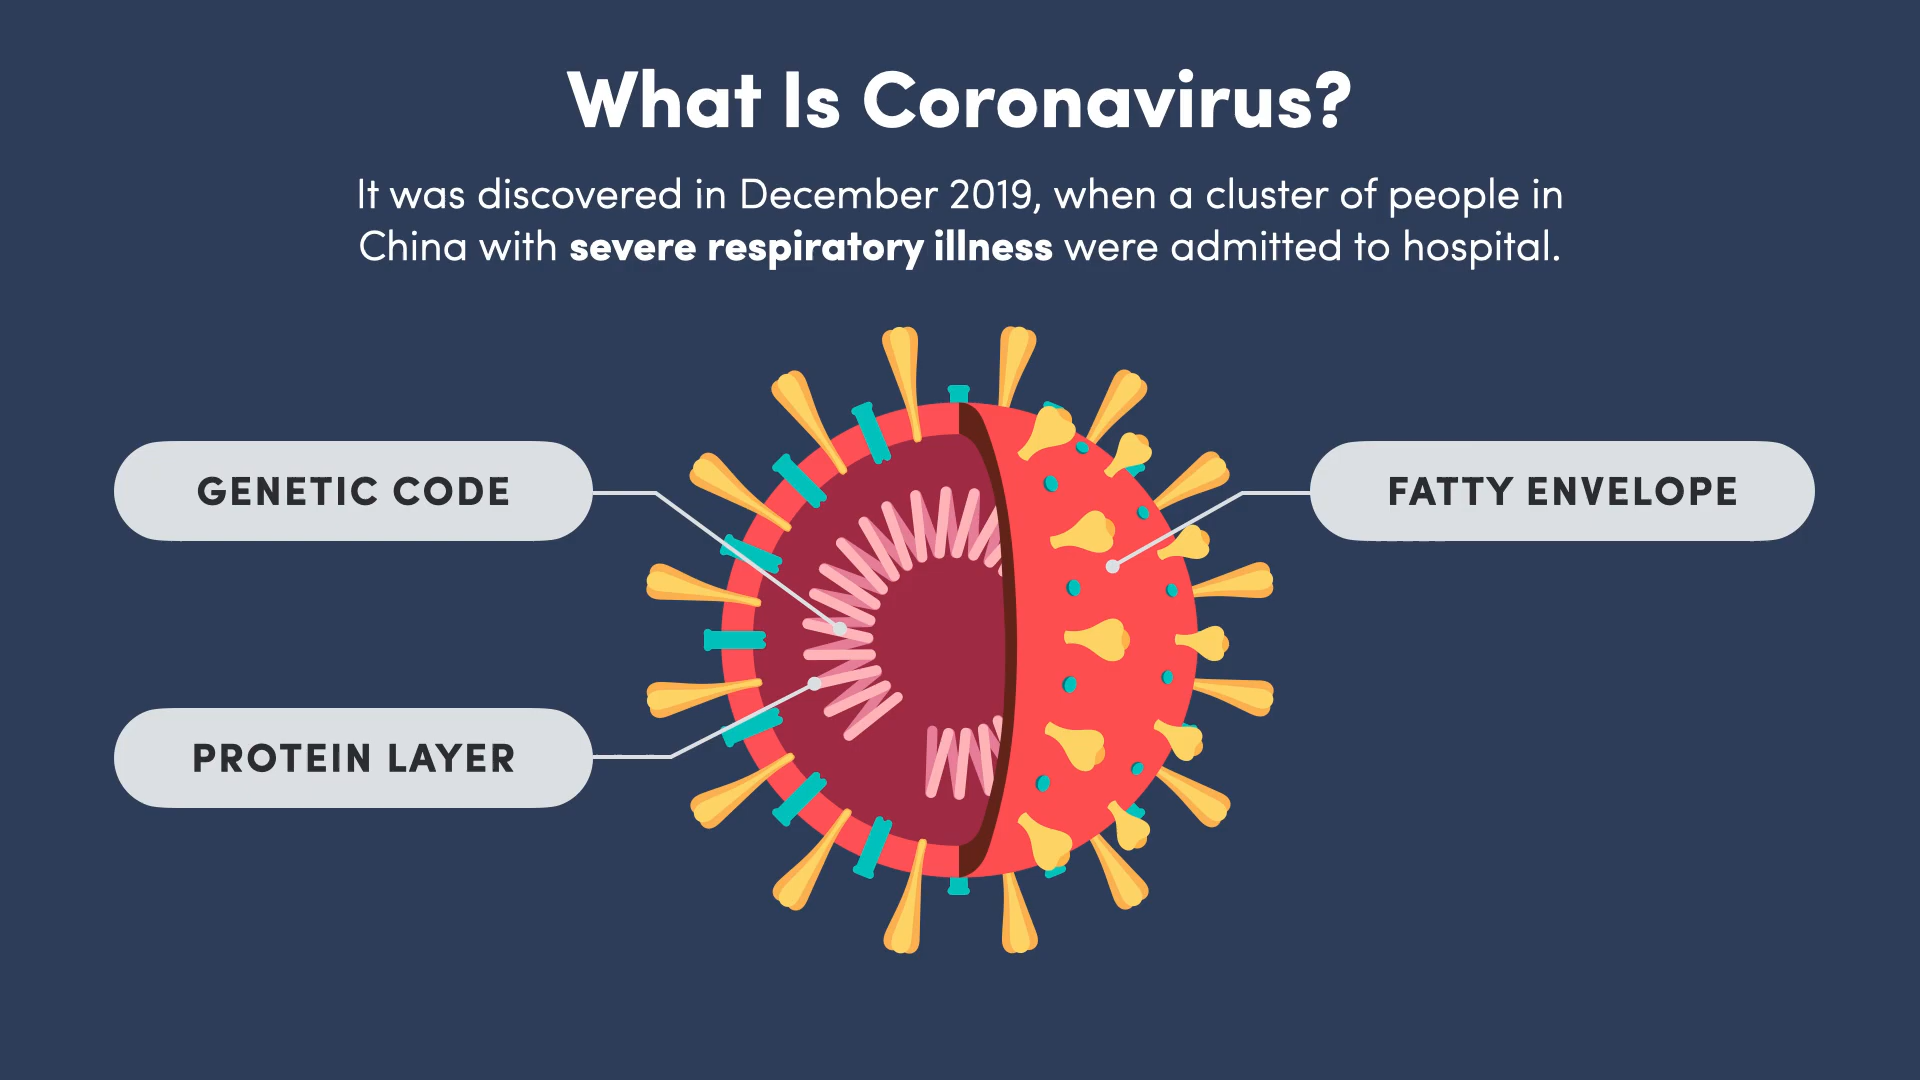 What Is Coronavirus?
It was discovered in December 2019, when a cluster of people in
China with severe respiratory illness were admitted to hospital.
GENETIC CODE
FATTY ENVELOPE
PROTEIN LAYER